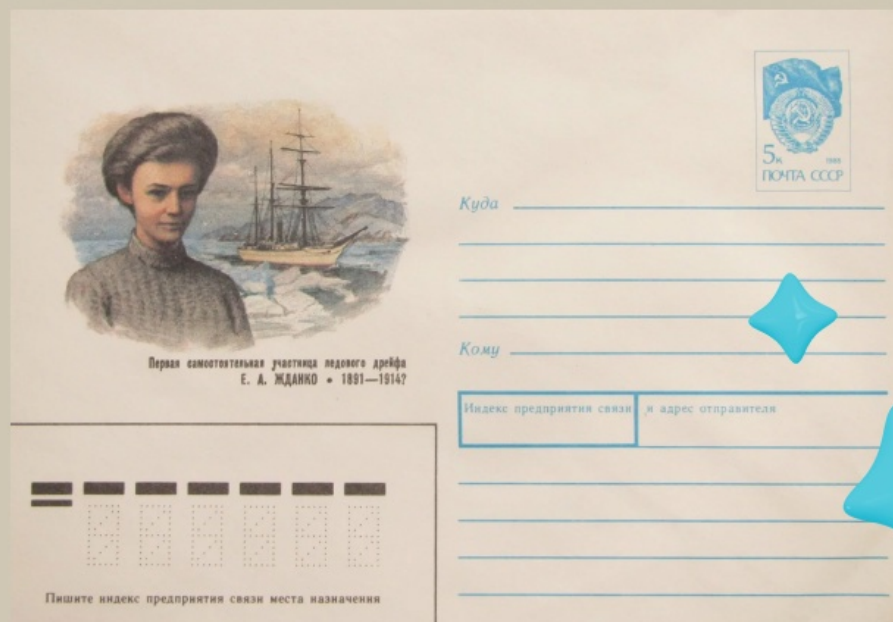 5к 1988
ПОЧТА СССР
Куда
Кому
Первая самостоятельная участница ледового дрейфа
Е. А. ЖДАНКО • 1891—1914?
Индекс предприятия связи и адрес отправителя
Пишите индекс предприятия связи места назначения